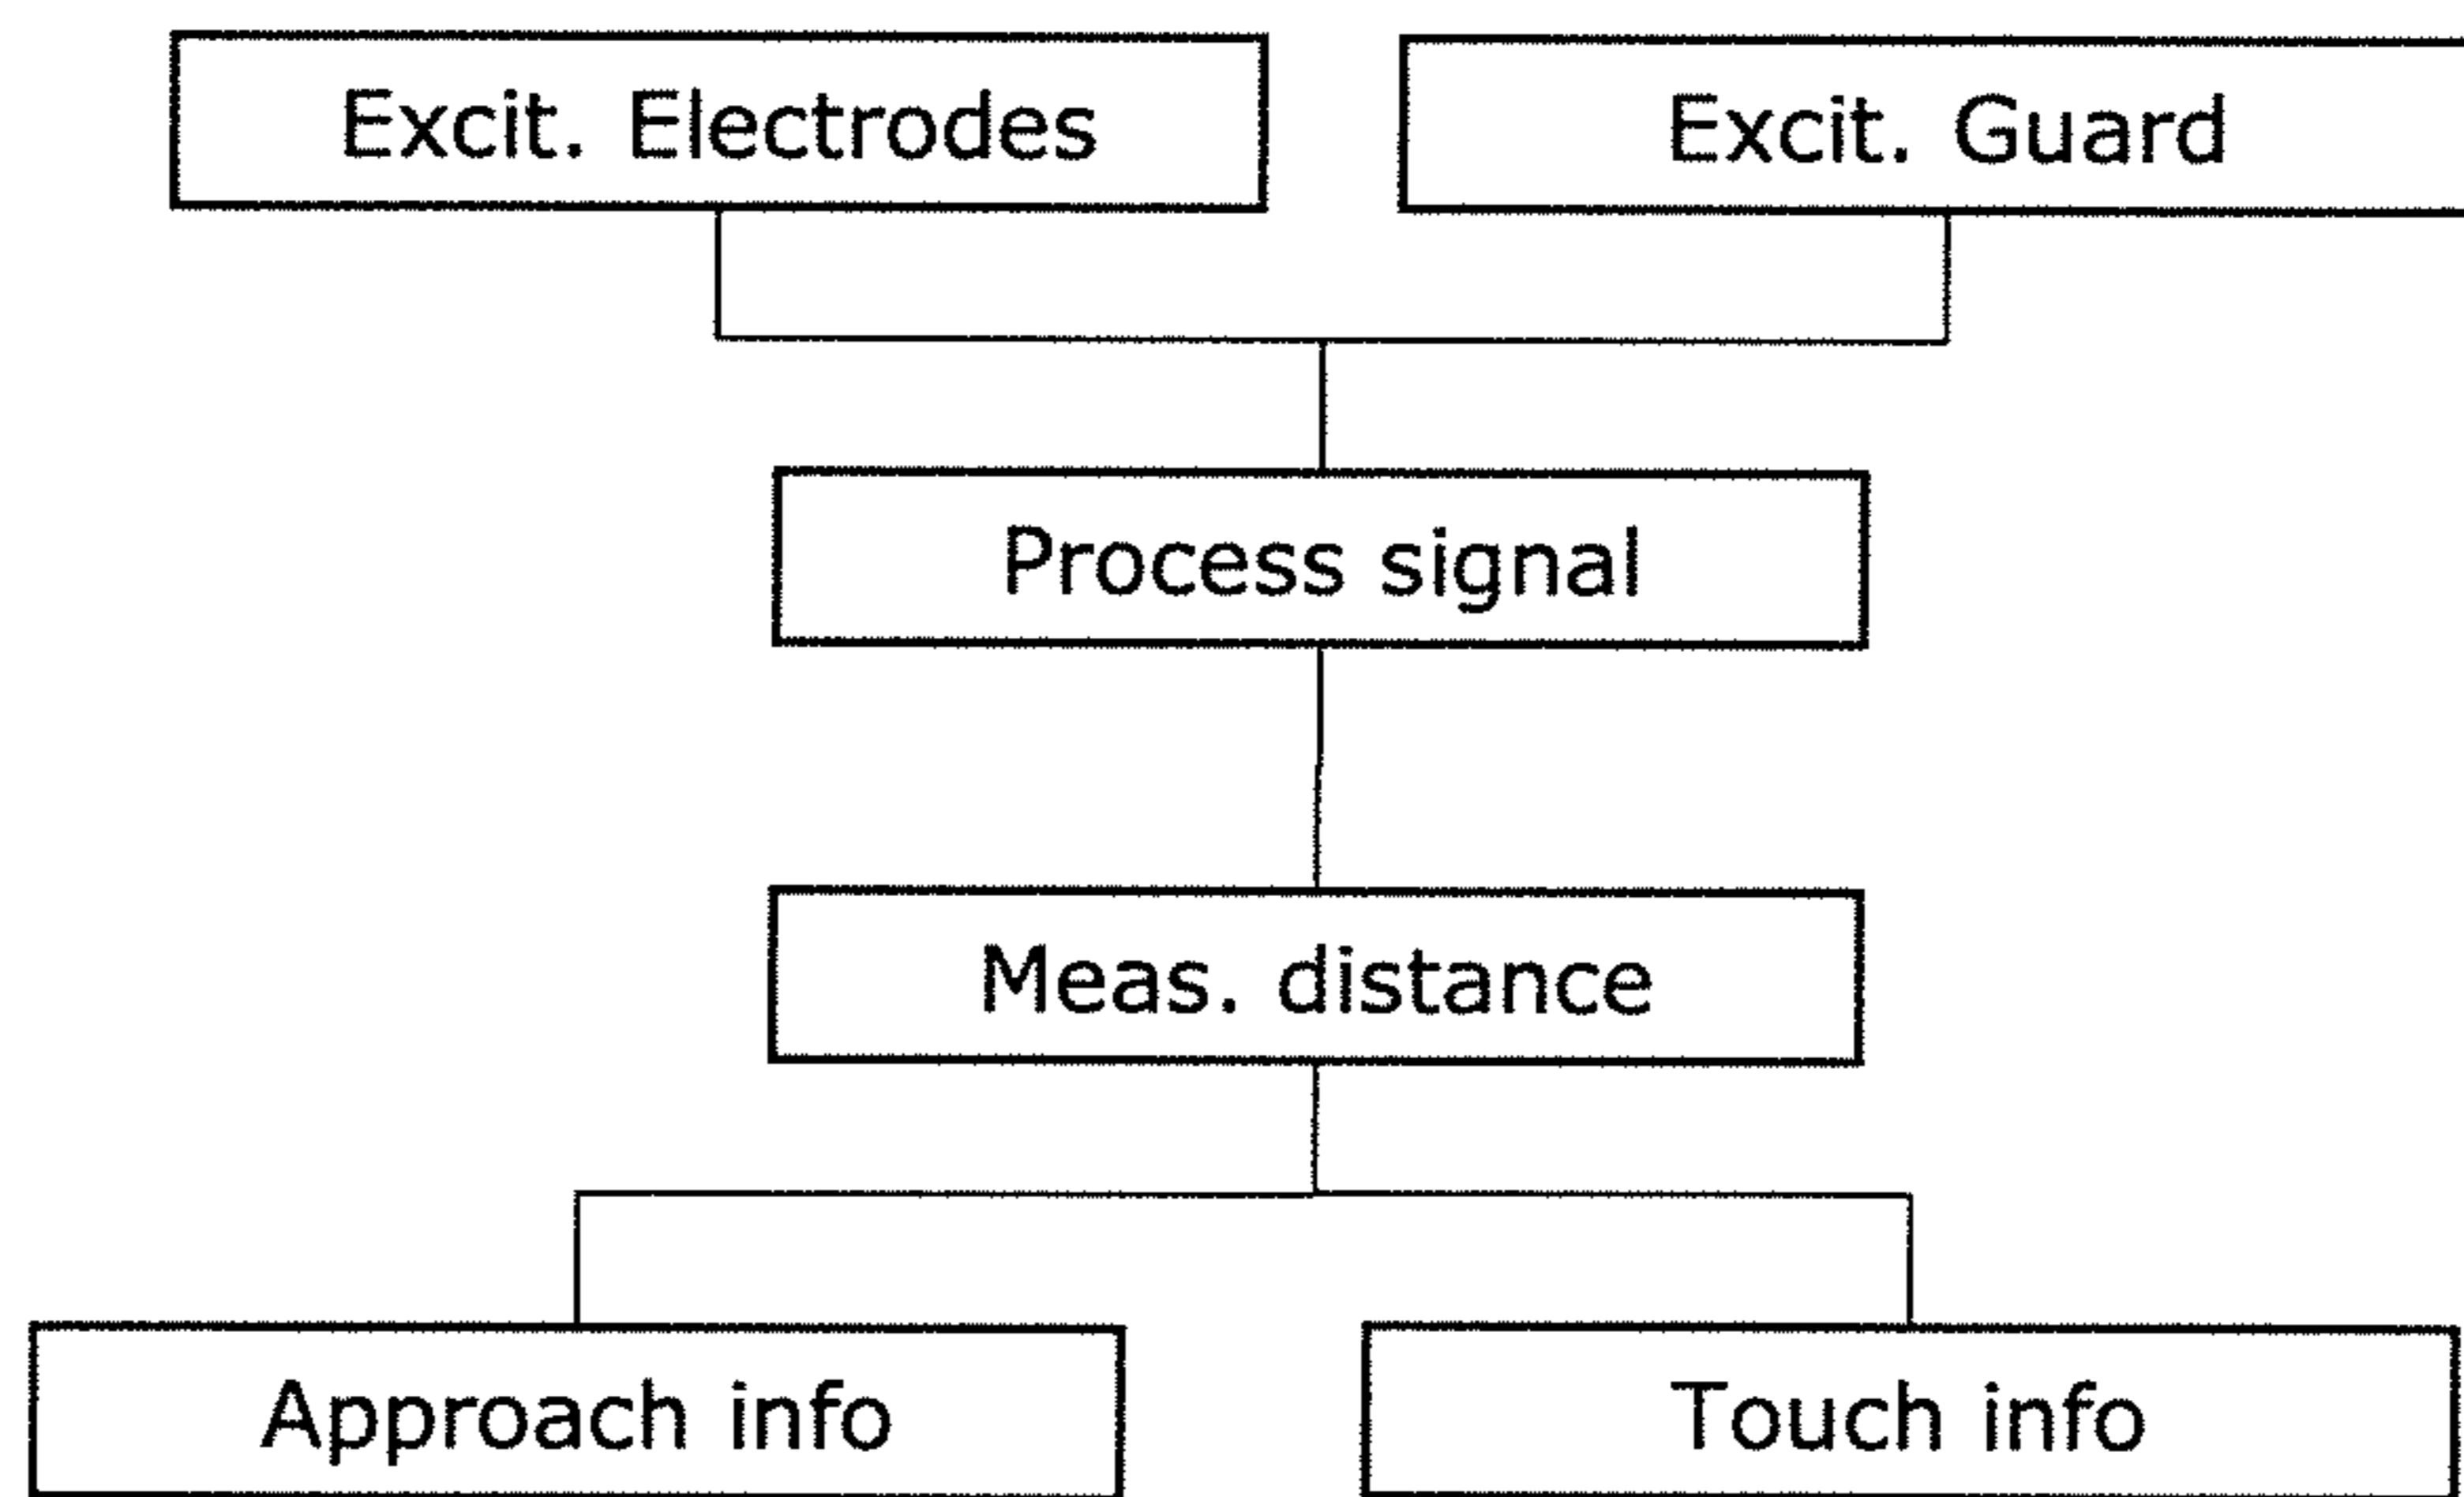 Excit. Electrodes
Excit. Guard
Process signal
Meas. distance
Approach info
Touch info